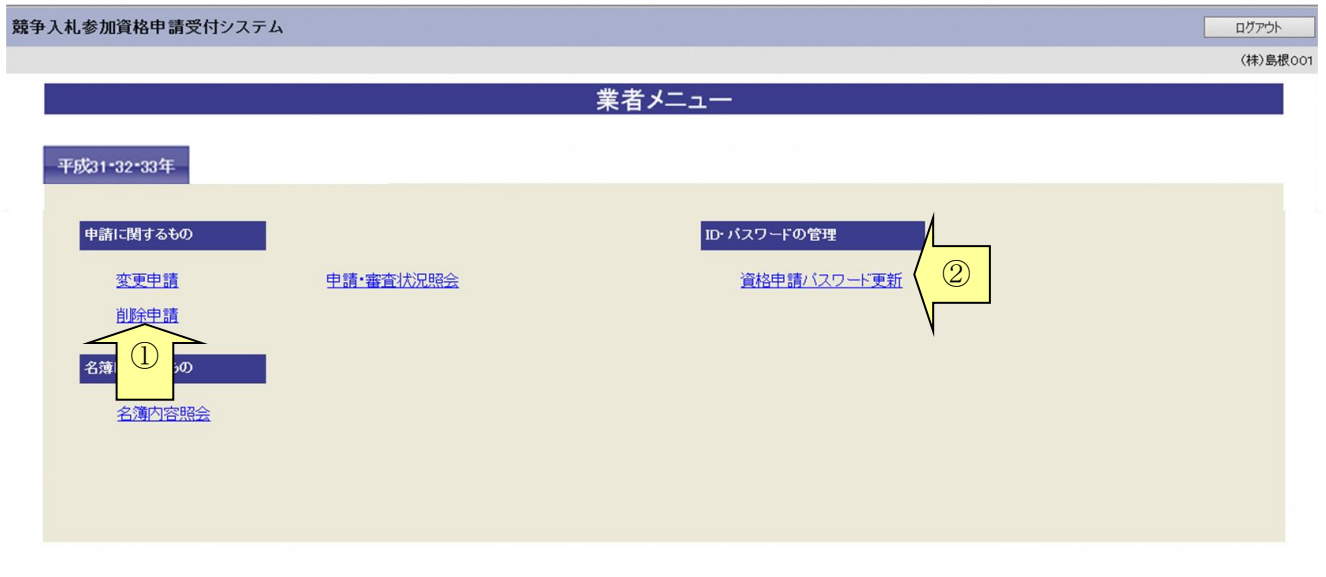 競争入札参加資格申請受付システム
ログアウト
(株)島根001
業者メニュー
平成31・32・33年
申請に関するもの
ID・パスワードの管理
変更申請
申請・審査状況照会
資格申請パスワード更新
②
削除申請
①
名簿
の
名簿内容照会